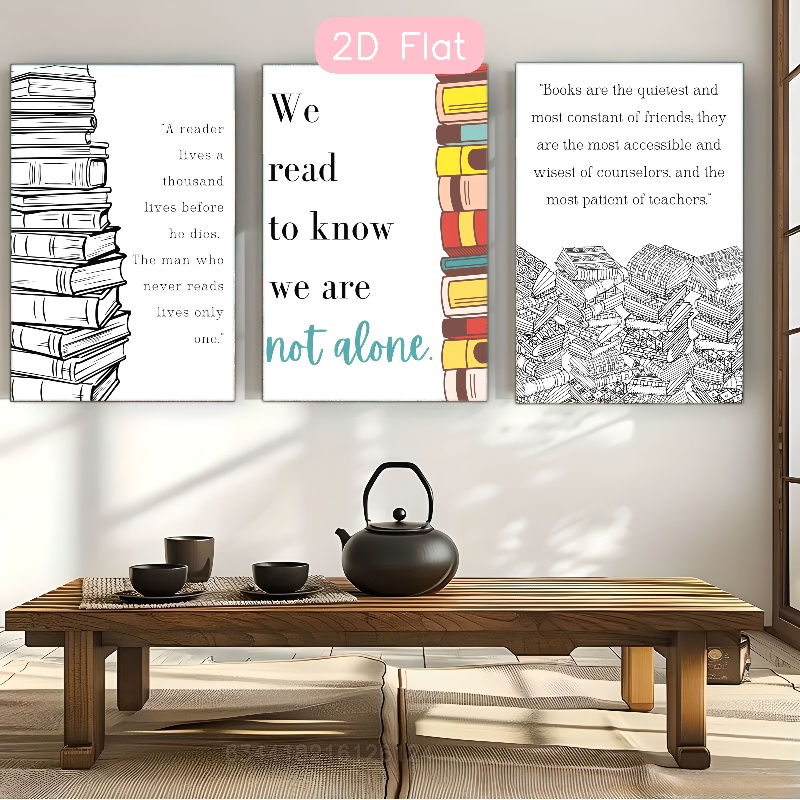 2D Flat
"A reader
lives a
thousand
lives before
he dies.
The man who
never reads
lives only
one."
We
read
to know
we are
not alone.
"Books are the quietest and
most constant of friends; they
are the most accessible and
wisest of counselors, and the
most patient of teachers."